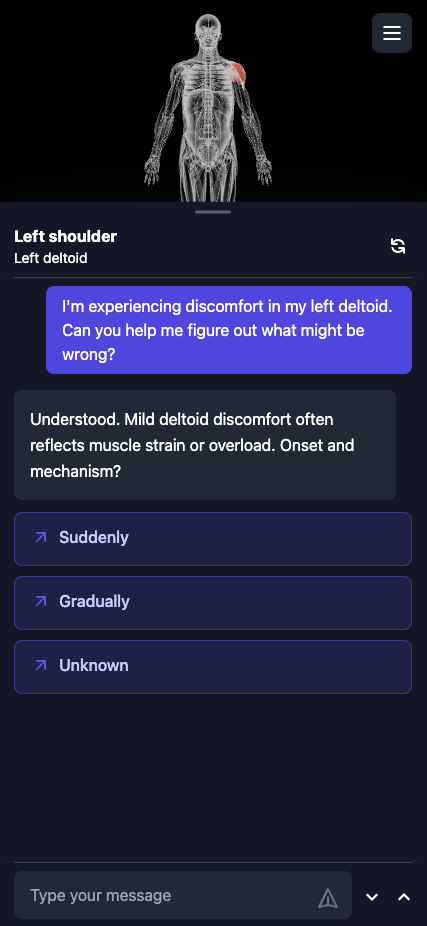 Left shoulder
Left deltoid
I'm experiencing discomfort in my left deltoid.
Can you help me figure out what might be
wrong?
Understood. Mild deltoid discomfort often
reflects muscle strain or overload. Onset and
mechanism?
Suddenly
Gradually
Unknown
Type your message